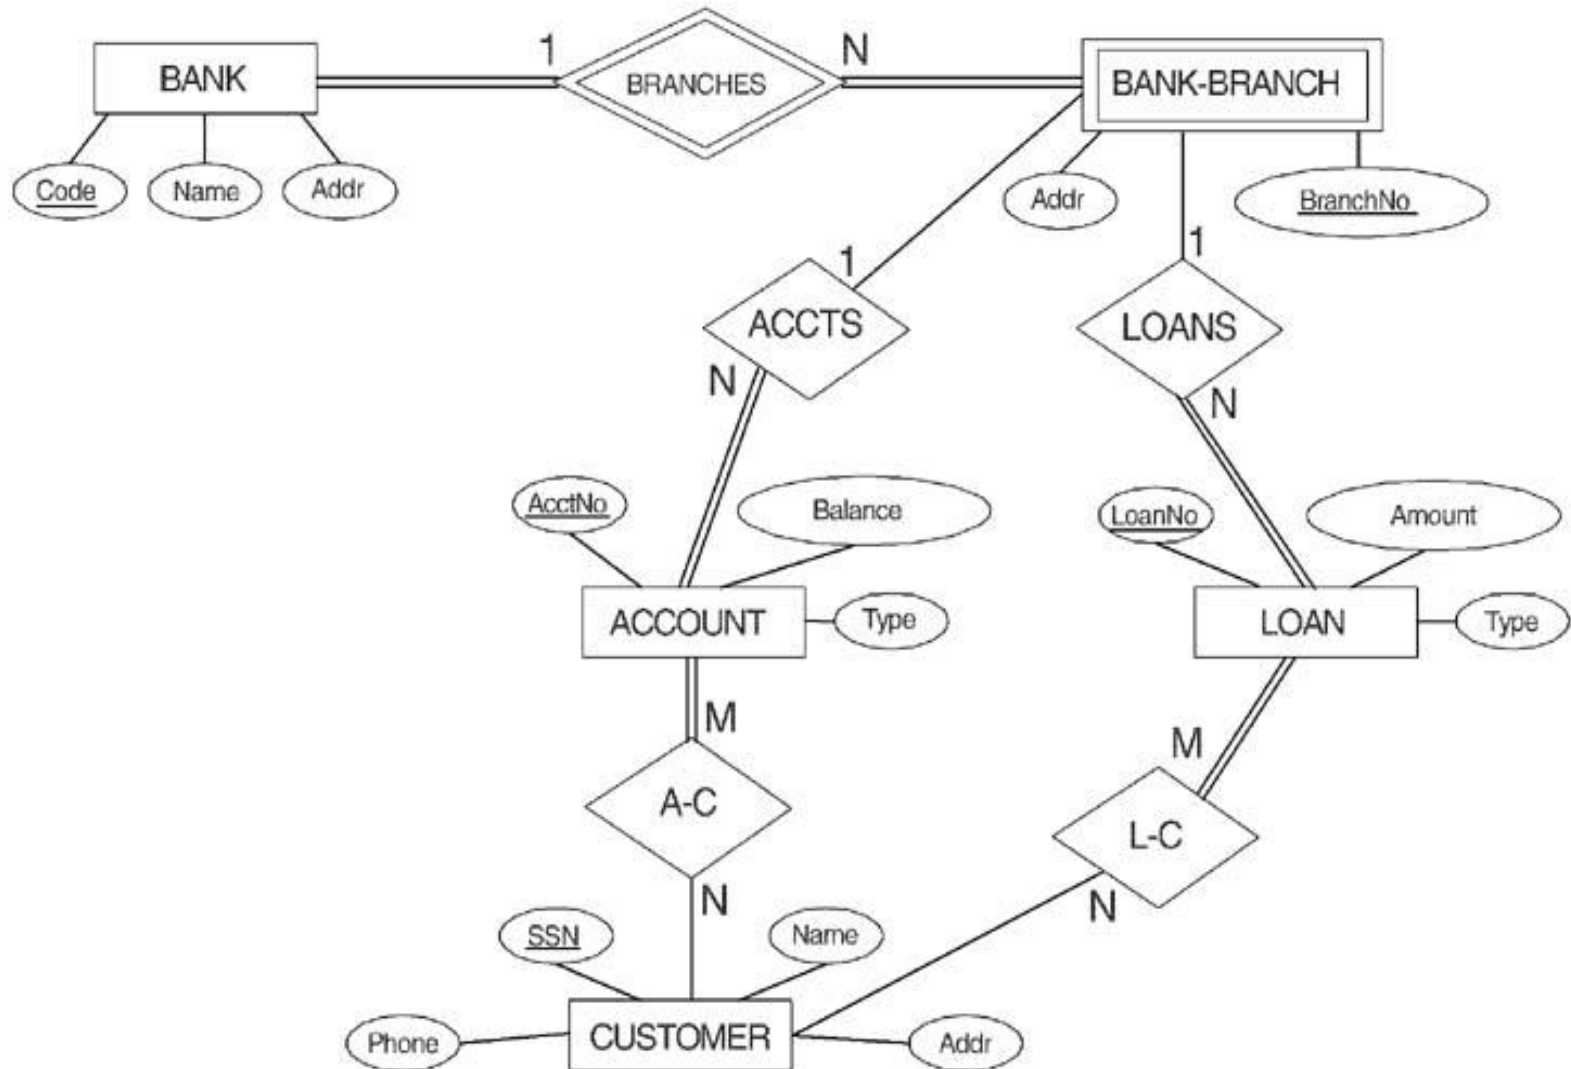 1
N
BANK
BRANCHES
BANK-BRANCH
Code
Name
Addr
Addr
BranchNo
1
1
ACCTS
LOANS
N
N
AcctNo
Balance
LoanNo
Amount
ACCOUNT
Type
LOAN
Type
M
M
A-C
L-C
N
N
SSN
Name
Phone
CUSTOMER
Addr